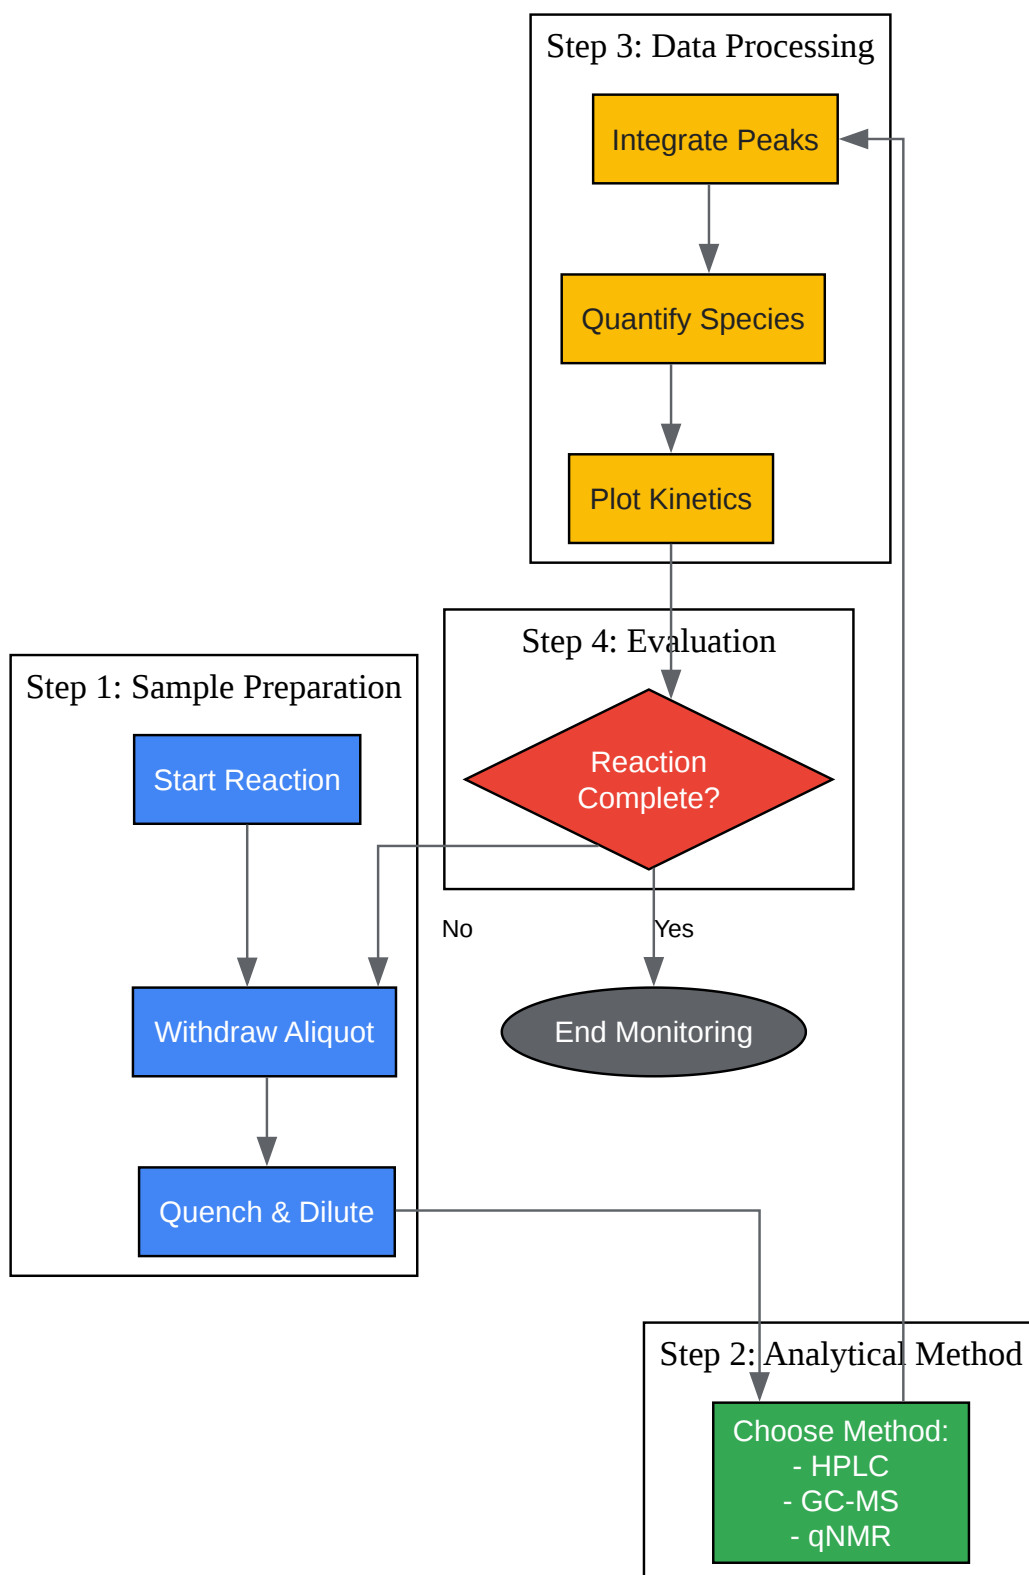 Step 3: Data Processing
Integrate Peaks
Quantify Species
Plot Kinetics
Step 4: Evaluation
Reaction
Complete?
No
Yes
End Monitoring
Step 1: Sample Preparation
Start Reaction
Withdraw Aliquot
Quench & Dilute
Step 2: Analytical Method
Choose Method:
- HPLC
- GC-MS
- qNMR